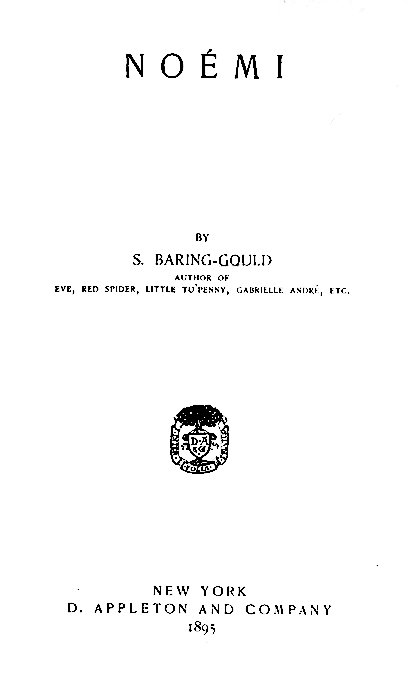 NOÉMI
BY
S. BARING-GOULD
AUTHOR OF
EVE, RED SPIDER, LITTLE TU'PENNY, GABRIELLE ANDRÉ, ETC.
D·A
& Co
NEW YORK
D. APPLETON AND COMPANY
1895